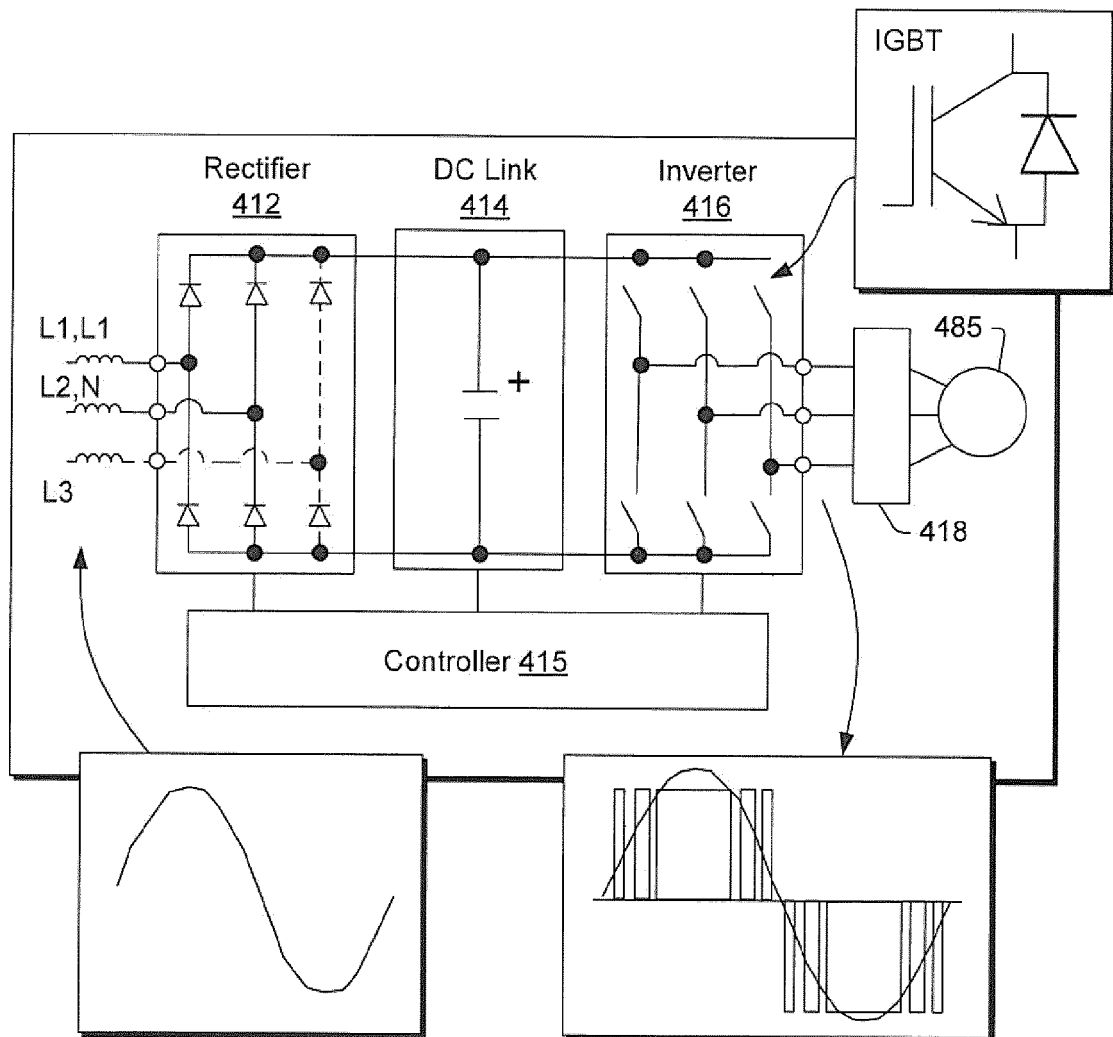 IGBT
Rectifier
412
DC Link
414
Inverter
416
L1,L1
L2,N
L3
+
485
418
Controller 415